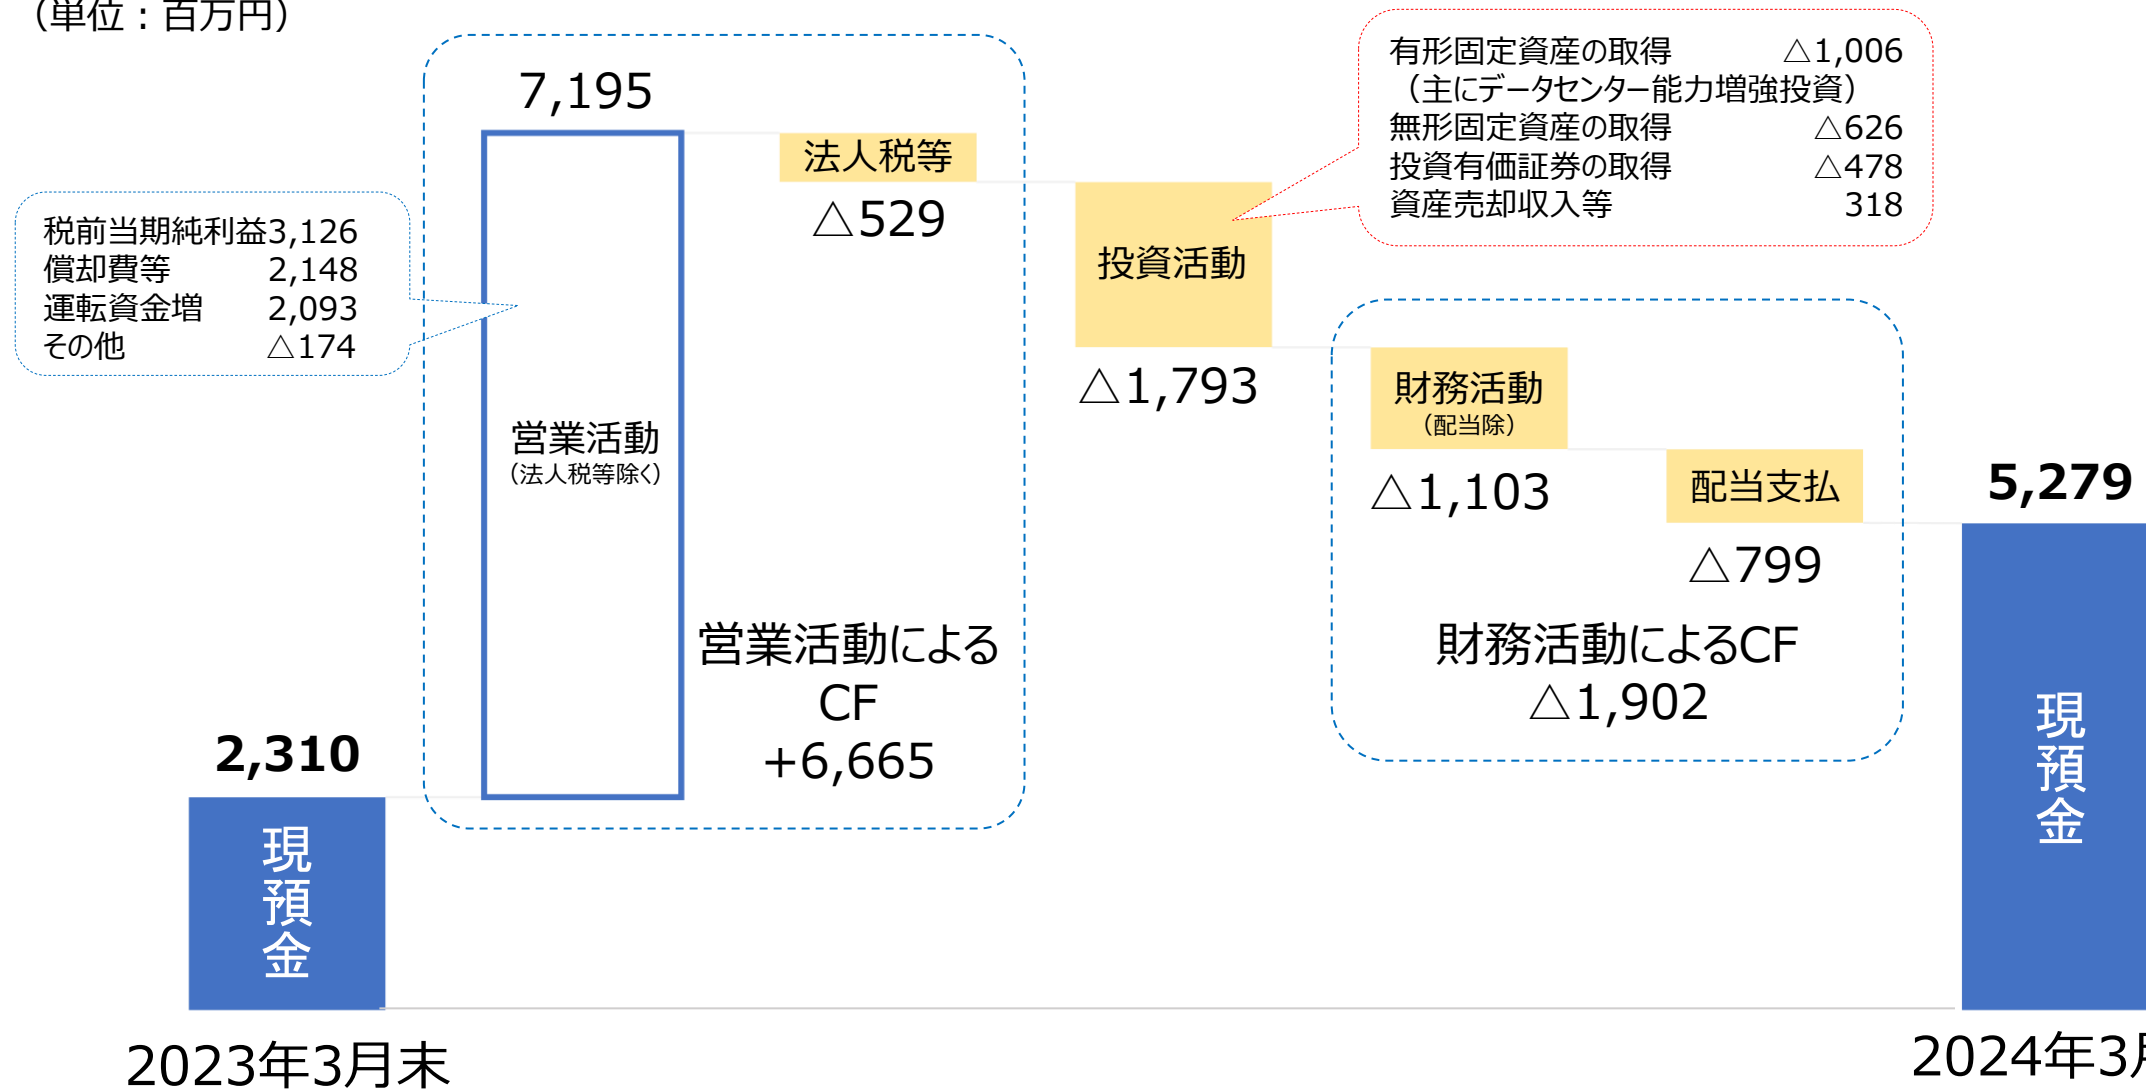 （単位：百万円）
7,195
法人税等
△529
営業活動
（法人税等除く）
営業活動による
CF
+6,665
税前当期純利益3,126
償却費等 2,148
運転資金増 2,093
その他 △174
有形固定資産の取得 △1,006
（主にデータセンター能力増強投資）
無形固定資産の取得 △626
投資有価証券の取得 △478
資産売却収入等 318
投資活動
△1,793
財務活動
（配当除）
△1,103
配当支払
△799
財務活動によるCF
△1,902
2,310
現預金
2023年3月末
5,279
現預金
2024年3月